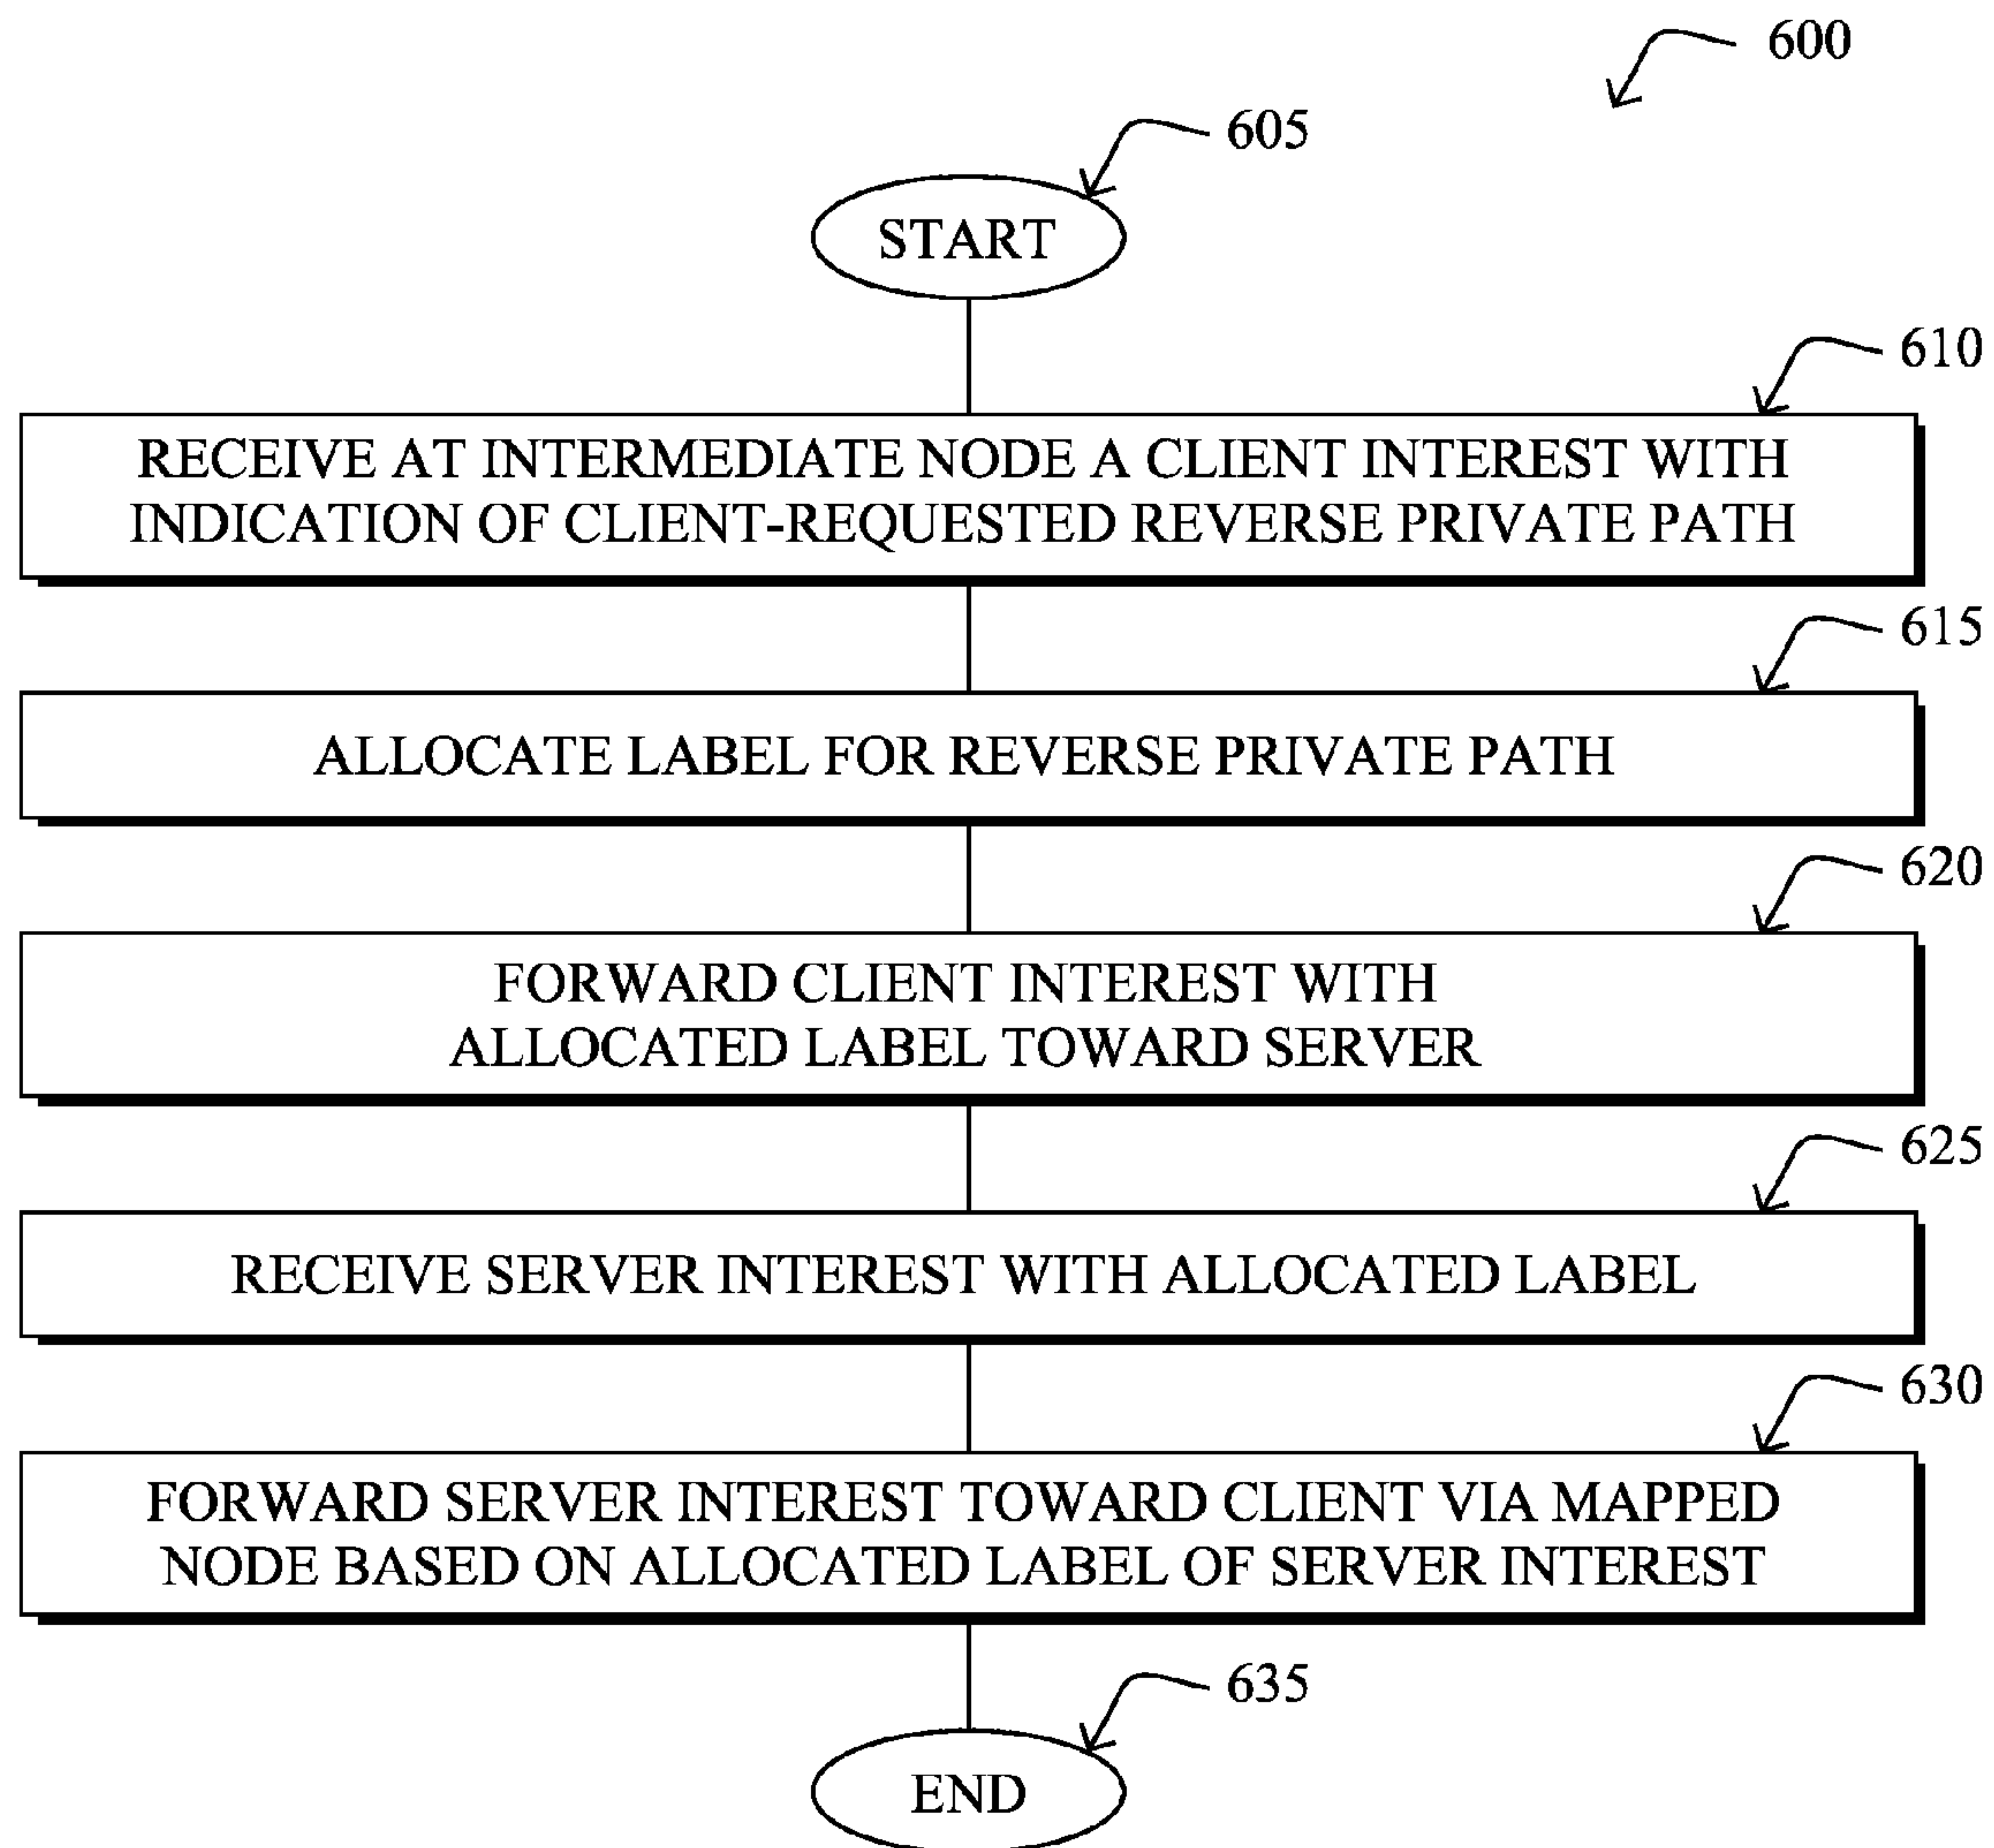 600
605
START
610
RECEIVE AT INTERMEDIATE NODE A CLIENT INTEREST WITH
INDICATION OF CLIENT-REQUESTED REVERSE PRIVATE PATH
615
ALLOCATE LABEL FOR REVERSE PRIVATE PATH
620
FORWARD CLIENT INTEREST WITH
ALLOCATED LABEL TOWARD SERVER
625
RECEIVE SERVER INTEREST WITH ALLOCATED LABEL
630
FORWARD SERVER INTEREST TOWARD CLIENT VIA MAPPED
NODE BASED ON ALLOCATED LABEL OF SERVER INTEREST
635
END